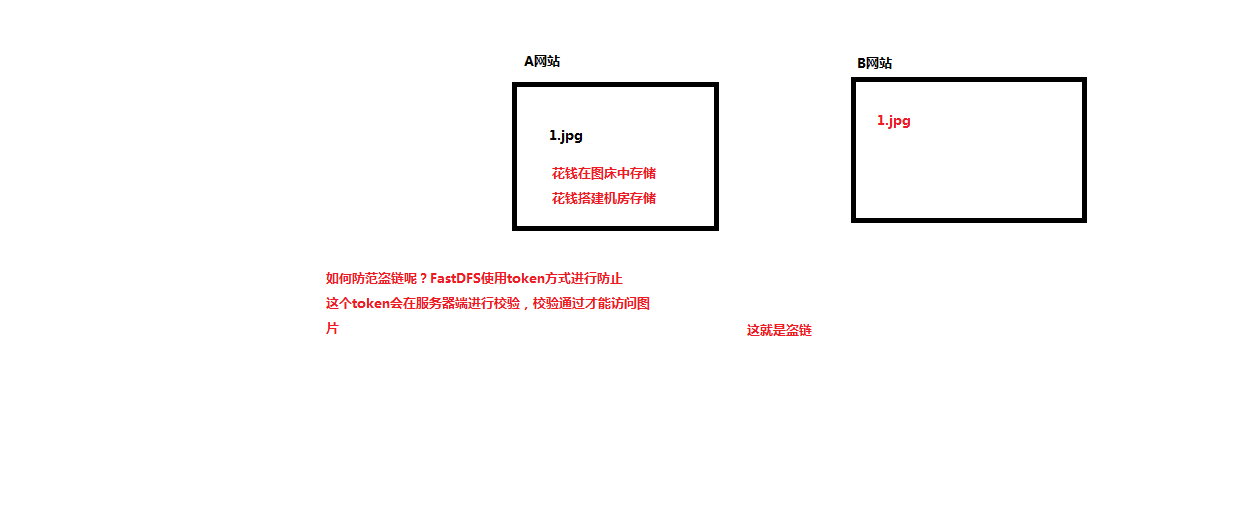 A网站
B网站
1.jpg
1.jpg
花钱在图床中存储
花钱搭建机房存储
如何防范盗链呢？FastDFS使用token方式进行防止
这个token会在服务器端进行校验，校验通过才能访问图
片
这就是盗链